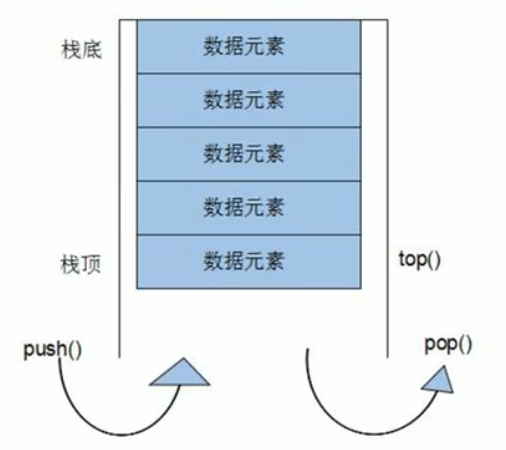 栈底 数据元素
数据元素
数据元素
数据元素
栈顶 数据元素 top()
push() pop()